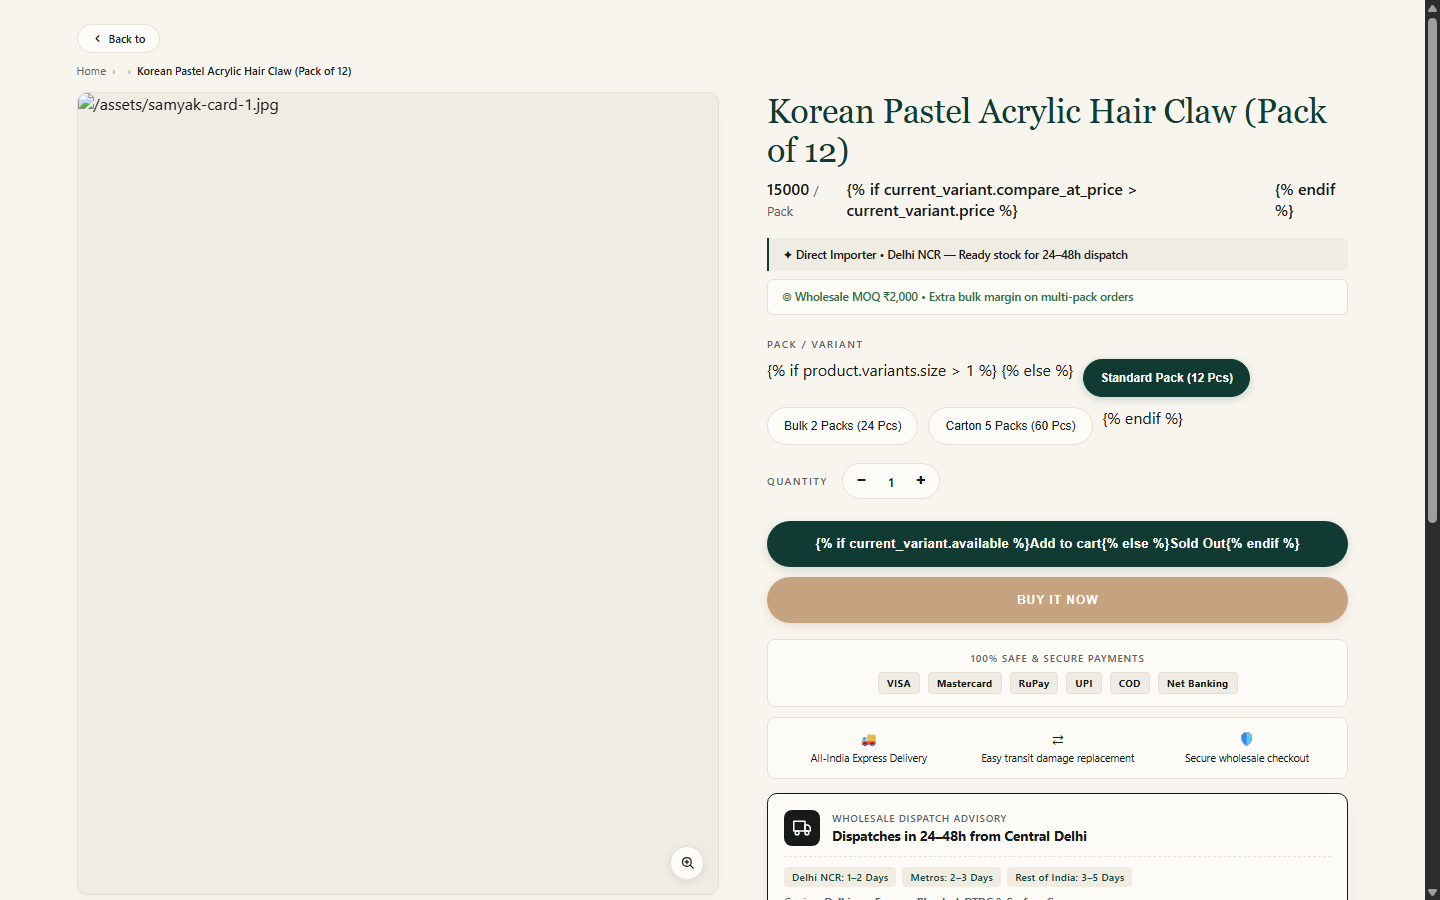 Back to
Home › › Korean Pastel Acrylic Hair Claw (Pack of 12)
/assets/samyak-card-1.jpg
Korean Pastel Acrylic Hair Claw (Pack
of 12)
15000 /
Pack
{% if current_variant.compare_at_price >
current_variant.price %}
{% endif
%}
✦ Direct Importer • Delhi NCR — Ready stock for 24–48h dispatch
◎ Wholesale MOQ ₹2,000 • Extra bulk margin on multi-pack orders
PACK / VARIANT
{% if product.variants.size > 1 %} {% else %} Standard Pack (12 Pcs)
Bulk 2 Packs (24 Pcs) Carton 5 Packs (60 Pcs) {% endif %}
QUANTITY − 1 +
{% if current_variant.available %}Add to cart{% else %}Sold Out{% endif %}
BUY IT NOW
100% SAFE & SECURE PAYMENTS
VISA Mastercard RuPay UPI COD Net Banking
All-India Express Delivery
Easy transit damage replacement
Secure wholesale checkout
WHOLESALE DISPATCH ADVISORY
Dispatches in 24–48h from Central Delhi
Delhi NCR: 1–2 Days Metros: 2–3 Days Rest of India: 3–5 Days